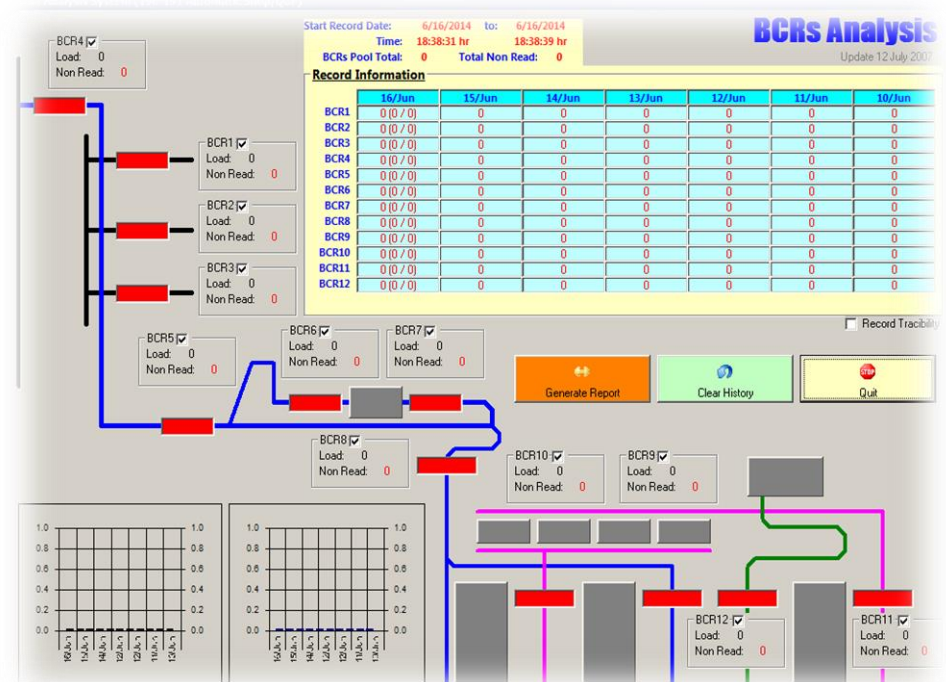 Start Record Date: 6/16/2014 to: 6/16/2014
Time: 18:38:31 hr 18:38:39 hr
BCRs Pool Total: 0 Total Non Read: 0
BCRs Analysis
Update 12 July 2007
Record Information
16/Jun 15/Jun 14/Jun 13/Jun 12/Jun 11/Jun 10/Jun
BCR1 0 (0 / 0) 0 0 0 0 0 0
BCR2 0 (0 / 0) 0 0 0 0 0 0
BCR3 0 (0 / 0) 0 0 0 0 0 0
BCR4 0 (0 / 0) 0 0 0 0 0 0
BCR5 0 (0 / 0) 0 0 0 0 0 0
BCR6 0 (0 / 0) 0 0 0 0 0 0
BCR7 0 (0 / 0) 0 0 0 0 0 0
BCR8 0 (0 / 0) 0 0 0 0 0 0
BCR9 0 (0 / 0) 0 0 0 0 0 0
BCR10 0 (0 / 0) 0 0 0 0 0 0
BCR11 0 (0 / 0) 0 0 0 0 0 0
BCR12 0 (0 / 0) 0 0 0 0 0 0
Record Tracibility
BCR4
Load: 0
Non Read: 0
BCR1
Load: 0
Non Read: 0
BCR2
Load: 0
Non Read: 0
BCR3
Load: 0
Non Read: 0
BCR5
Load: 0
Non Read: 0
BCR6
Load: 0
Non Read: 0
BCR7
Load: 0
Non Read: 0
Generate Report
Clear History
STOP
Quit
BCR8
Load: 0
Non Read: 0
BCR10
Load: 0
Non Read: 0
BCR9
Load: 0
Non Read: 0
1.0 1.0
0.8 0.8
0.6 0.6
0.4 0.4
0.2 0.2
0.0 0.0
1.0 1.0
0.8 0.8
0.6 0.6
0.4 0.4
0.2 0.2
0.0 0.0
BCR12
Load: 0
Non Read: 0
BCR11
Load: 0
Non Read: 0